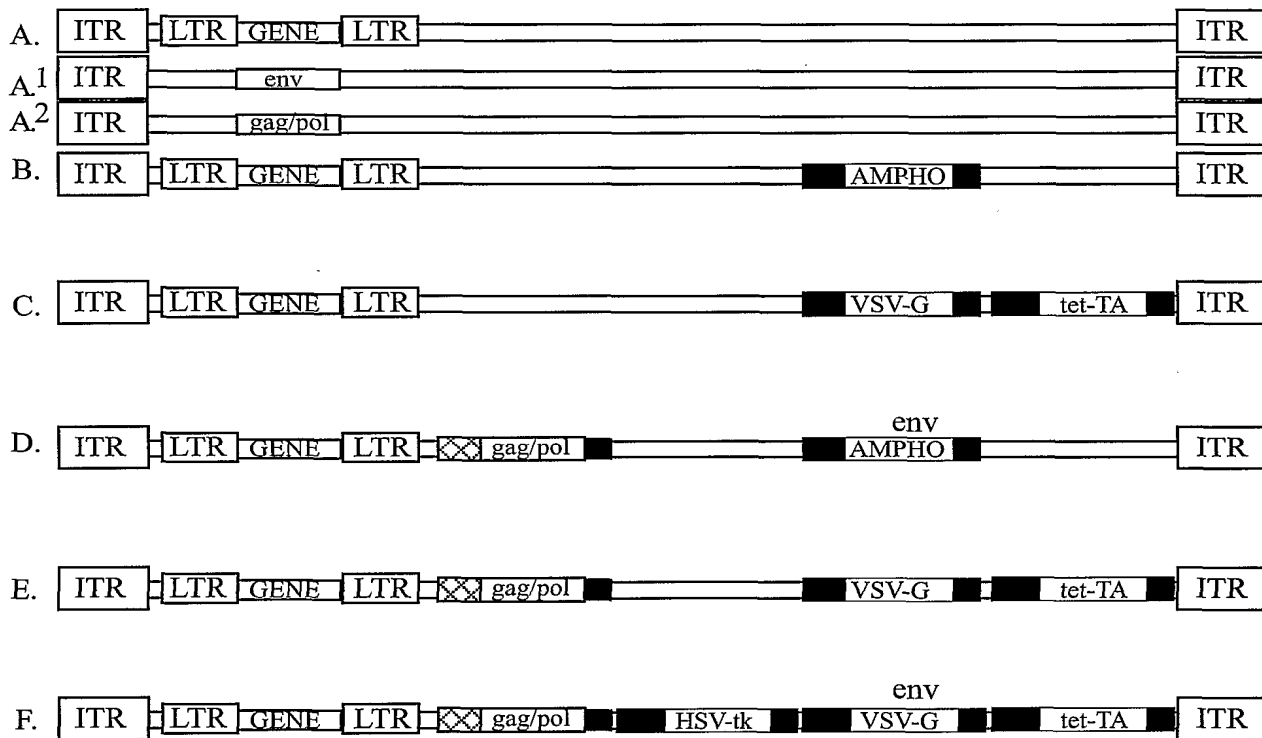 A. ITR LTR GENE LTR ITR
A.1 ITR env ITR
A.2 ITR gag/pol ITR
B. ITR LTR GENE LTR AMPHO ITR
C. ITR LTR GENE LTR VSV-G tet-TA ITR
env
D. ITR LTR GENE LTR gag/pol AMPHO ITR
E. ITR LTR GENE LTR gag/pol VSV-G tet-TA ITR
env
F. ITR LTR GENE LTR gag/pol HSV-tk VSV-G tet-TA ITR